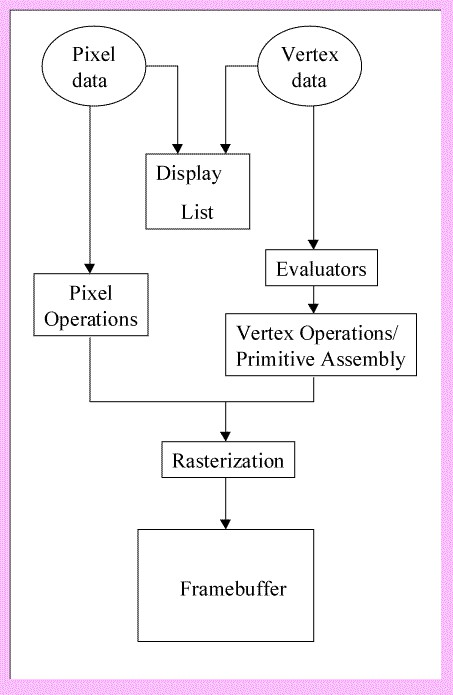 Pixel
data
Vertex
data
Display
List
Evaluators
Pixel
Operations
Vertex Operations/
Primitive Assembly
Rasterization
Framebuffer